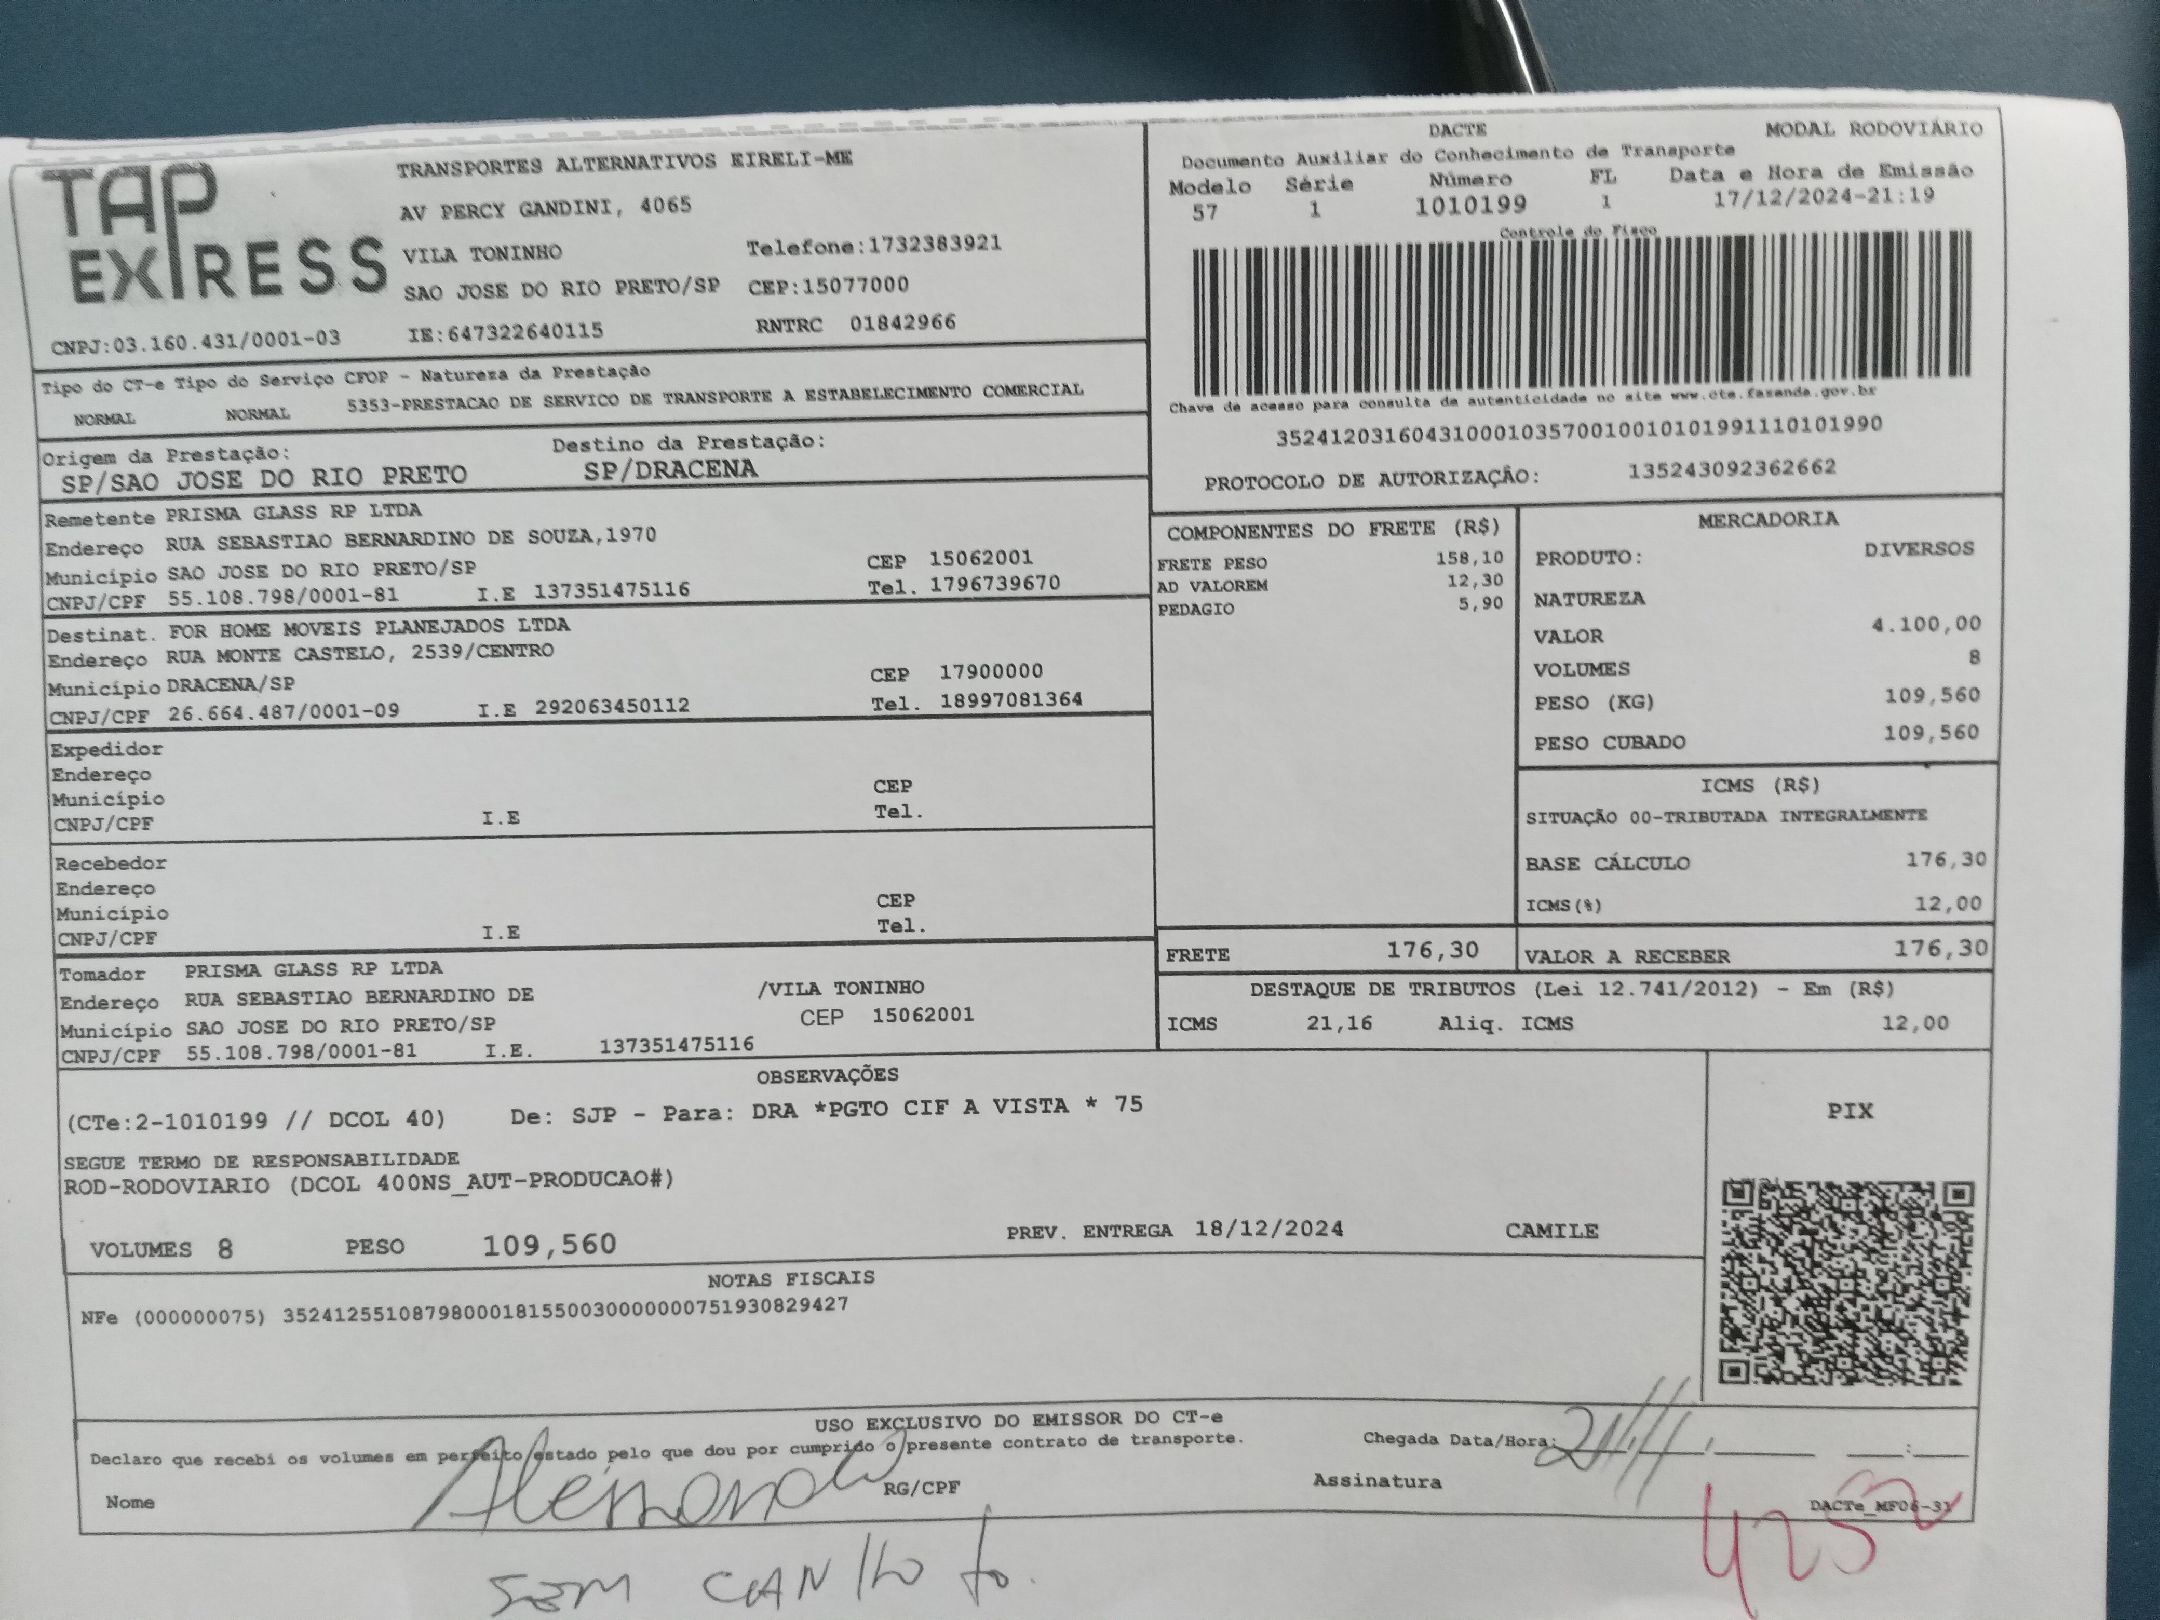 TAP EXPRESS
TRANSPORTES ALTERNATIVOS EIRELI-ME
AV PERCY GANDINI, 4065
VILA TONINHO Telefone:1732383921
SAO JOSE DO RIO PRETO/SP CEP:15077000
CNPJ:03.160.431/0001-03 IE:647322640115 RNTRC 01842966
DACTE MODAL RODOVIÁRIO
Documento Auxiliar do Conhecimento de Transporte
Modelo Série Número FL Data e Hora de Emissão
57 1 1010199 1 17/12/2024-21:19
Controle do Fisco
Chave de acesso para consulta de autenticidade no site www.cte.fazenda.gov.br
35241203160431000103570010010101991110101990
PROTOCOLO DE AUTORIZAÇÃO: 135243092362662
Tipo do CT-e Tipo do Serviço CFOP - Natureza da Prestação
NORMAL NORMAL 5353-PRESTACAO DE SERVICO DE TRANSPORTE A ESTABELECIMENTO COMERCIAL
Origem da Prestação: Destino da Prestação:
SP/SAO JOSE DO RIO PRETO SP/DRACENA
Remetente PRISMA GLASS RP LTDA
Endereço RUA SEBASTIAO BERNARDINO DE SOUZA,1970
Município SAO JOSE DO RIO PRETO/SP CEP 15062001
CNPJ/CPF 55.108.798/0001-81 I.E 137351475116 Tel. 1796739670
Destinat. FOR HOME MOVEIS PLANEJADOS LTDA
Endereço RUA MONTE CASTELO, 2539/CENTRO
Município DRACENA/SP CEP 17900000
CNPJ/CPF 26.664.487/0001-09 I.E 292063450112 Tel. 18997081364
Expedidor
Endereço
Município CEP
CNPJ/CPF I.E Tel.
Recebedor
Endereço
Município CEP
CNPJ/CPF I.E Tel.
Tomador PRISMA GLASS RP LTDA
Endereço RUA SEBASTIAO BERNARDINO DE /VILA TONINHO
Município SAO JOSE DO RIO PRETO/SP CEP 15062001
CNPJ/CPF 55.108.798/0001-81 I.E. 137351475116
COMPONENTES DO FRETE (R$)
FRETE PESO 158,10
AD VALOREM 12,30
PEDAGIO 5,90
MERCADORIA
PRODUTO: DIVERSOS
NATUREZA
VALOR 4.100,00
VOLUMES 8
PESO (KG) 109,560
PESO CUBADO 109,560
ICMS (R$)
SITUAÇÃO 00-TRIBUTADA INTEGRALMENTE
BASE CÁLCULO 176,30
ICMS(%) 12,00
FRETE 176,30 VALOR A RECEBER 176,30
DESTAQUE DE TRIBUTOS (Lei 12.741/2012) - Em (R$)
ICMS 21,16 Aliq. ICMS 12,00
OBSERVAÇÕES
(CTe:2-1010199 // DCOL 40) De: SJP - Para: DRA *PGTO CIF A VISTA * 75
SEGUE TERMO DE RESPONSABILIDADE
ROD-RODOVIARIO (DCOL 400NS_AUT-PRODUCAO#)
VOLUMES 8 PESO 109,560 PREV. ENTREGA 18/12/2024 CAMILE
PIX
NOTAS FISCAIS
NFe (000000075) 35241255108798000181550030000000751930829427
USO EXCLUSIVO DO EMISSOR DO CT-e
Declaro que recebi os volumes em perfeito estado pelo que dou por cumprido o presente contrato de transporte.
Chegada Data/Hora:
Nome RG/CPF Assinatura
Alessandro
DACTe_MF06-31
SEM CANHOto.